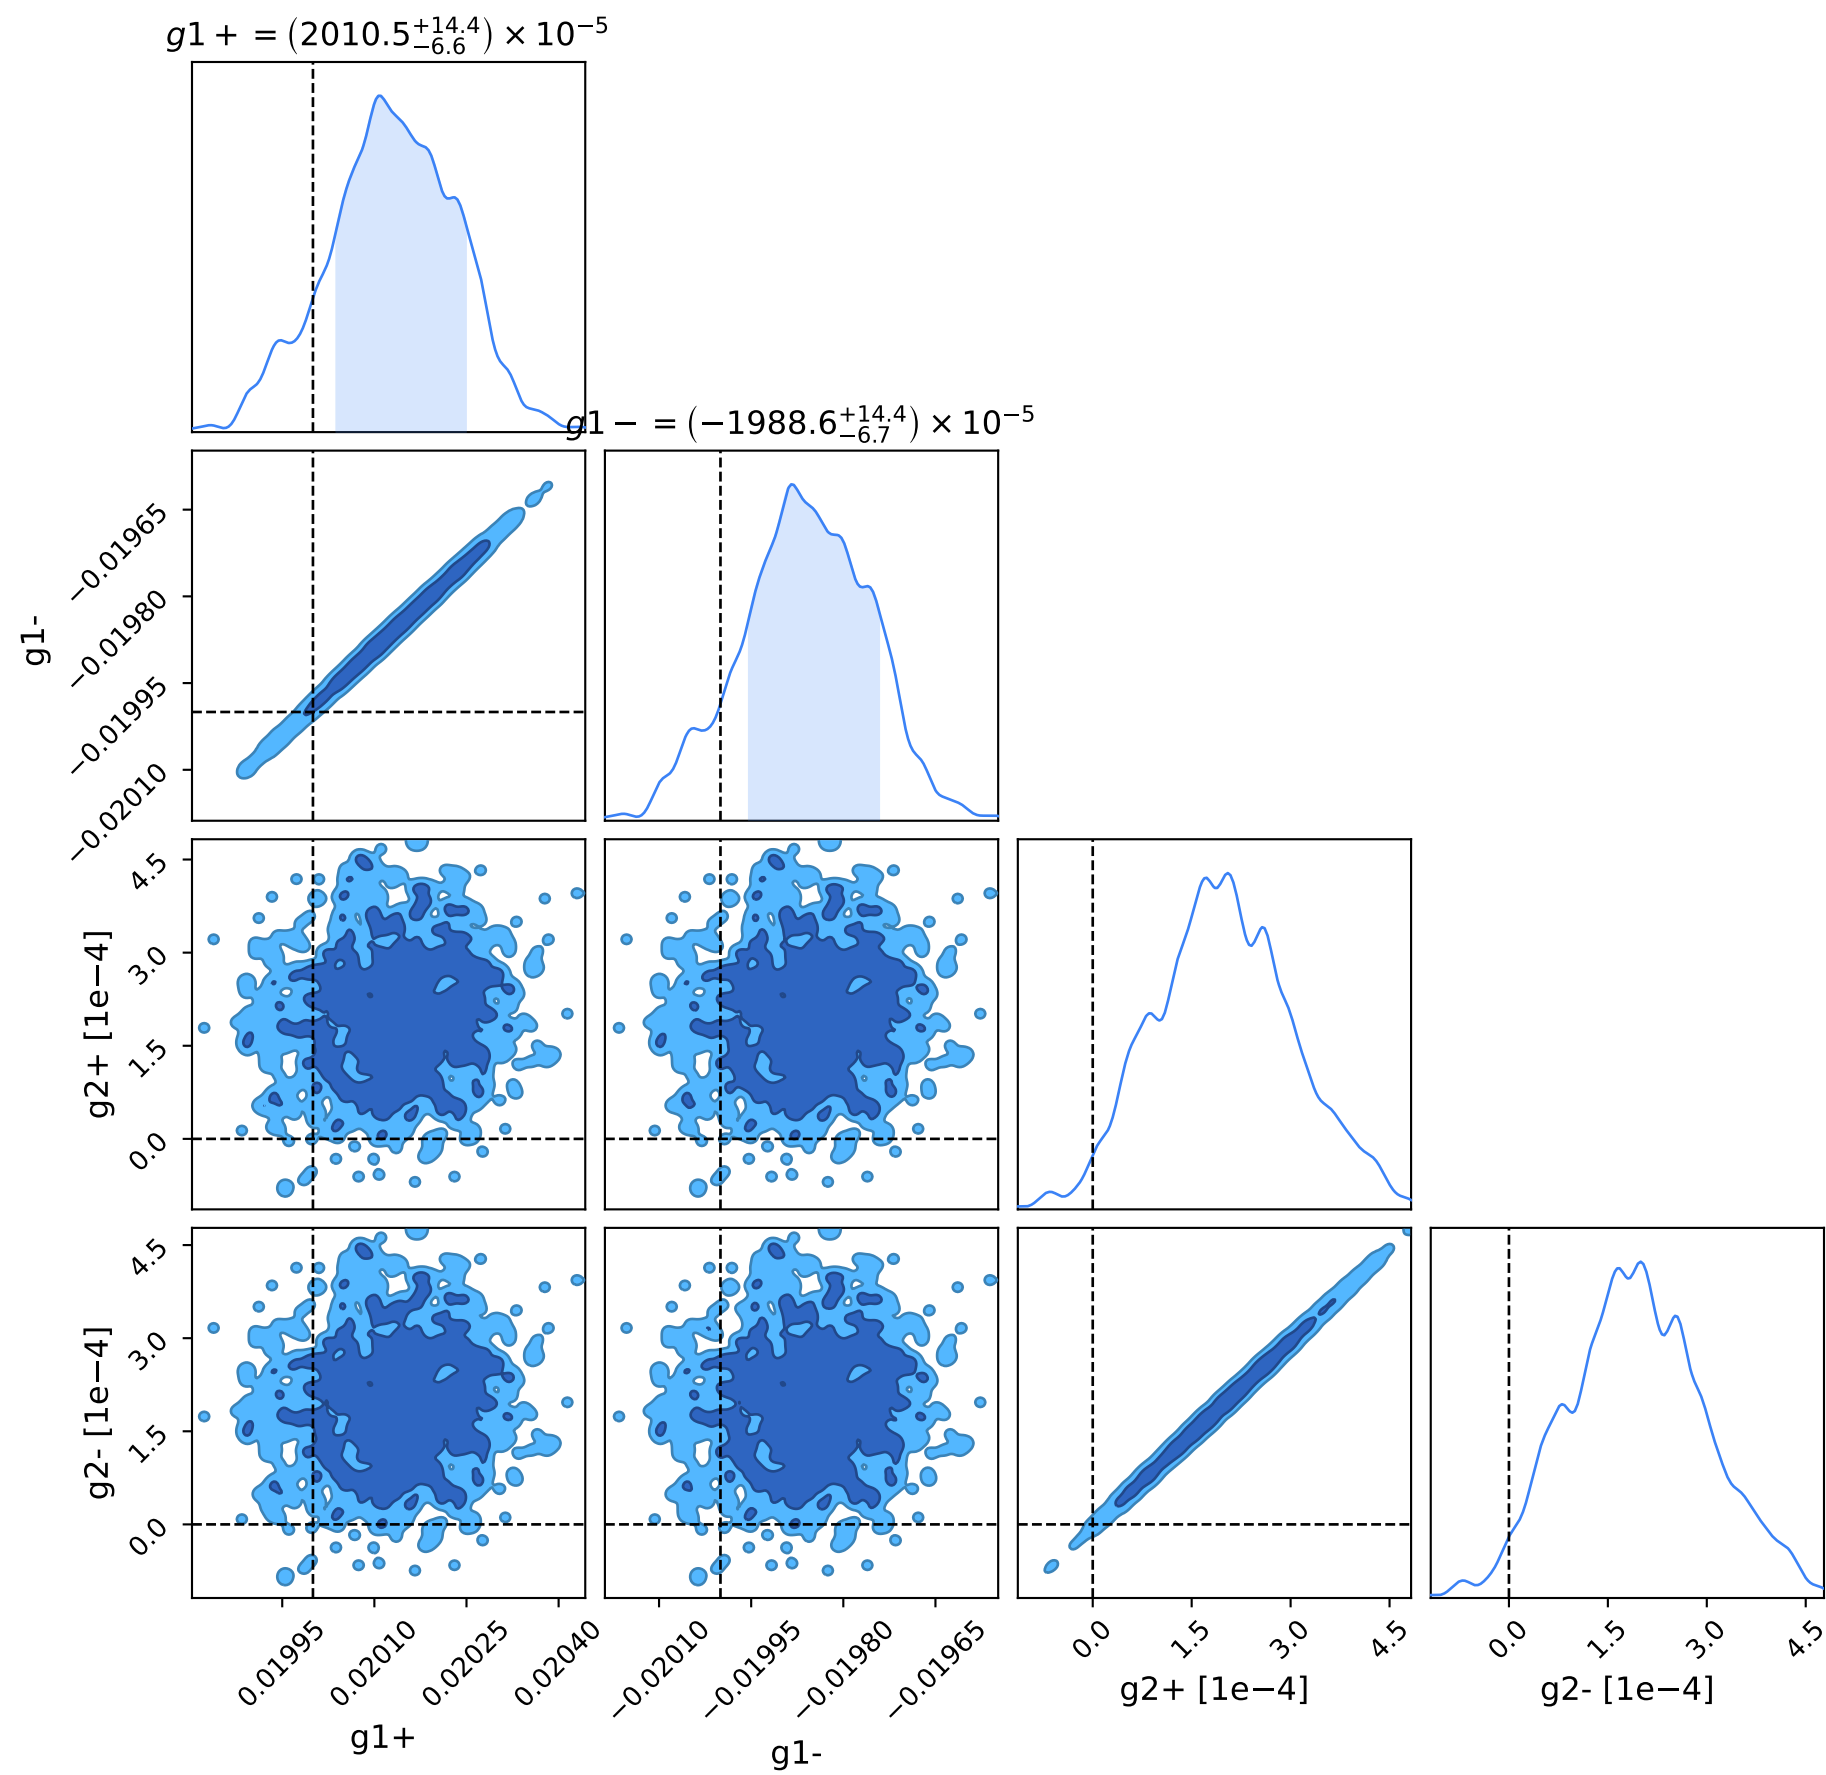 g1+ = (2010.5 +14.4 −6.6) × 10−5
g1− = (−1988.6 +14.4 −6.7) × 10−5
g1-
−0.01965
−0.01980
−0.01995
−0.02010
g2+ [1e−4]
4.5
3.0
1.5
0.0
g2- [1e−4]
4.5
3.0
1.5
0.0
0.01995 0.02010 0.02025 0.02040
−0.02010 −0.01995 −0.01980 −0.01965
0.0 1.5 3.0 4.5
0.0 1.5 3.0 4.5
g1+
g1-
g2+ [1e−4]
g2- [1e−4]